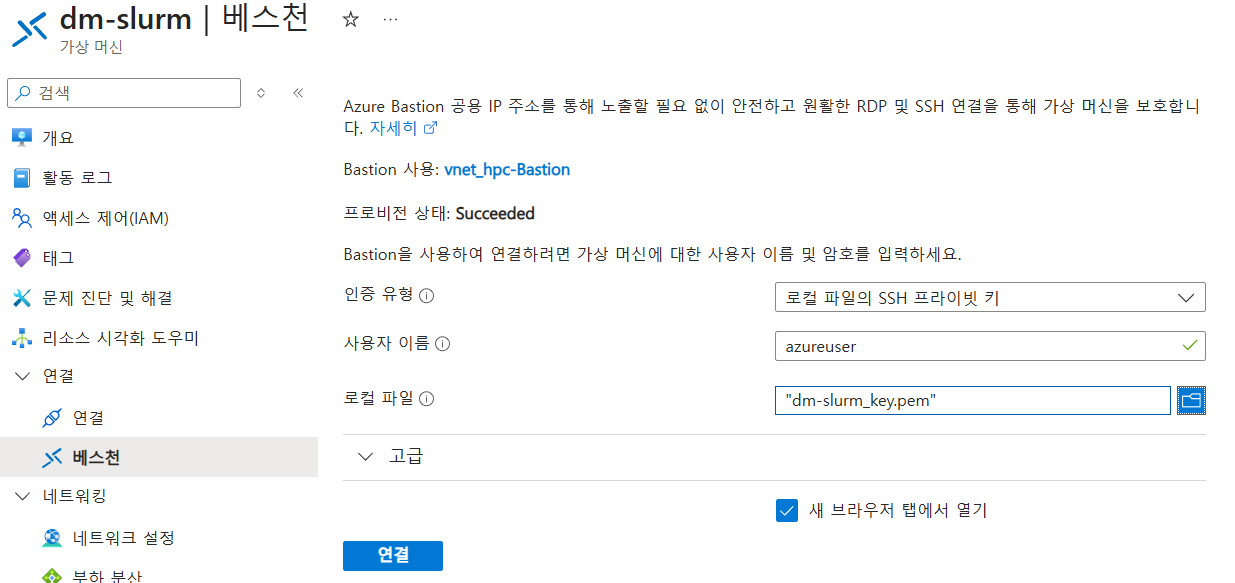 dm-slurm | 베스천
가상 머신
검색
개요
활동 로그
액세스 제어(IAM)
태그
문제 진단 및 해결
리소스 시각화 도우미
연결
연결
베스천
네트워킹
네트워크 설정
부하 분산
Azure Bastion 공용 IP 주소를 통해 노출할 필요 없이 안전하고 원활한 RDP 및 SSH 연결을 통해 가상 머신을 보호합니
다. 자세히
Bastion 사용: vnet_hpc-Bastion
프로비전 상태: Succeeded
Bastion을 사용하여 연결하려면 가상 머신에 대한 사용자 이름 및 암호를 입력하세요.
인증 유형
로컬 파일의 SSH 프라이빗 키
사용자 이름
azureuser
로컬 파일
"dm-slurm_key.pem"
고급
새 브라우저 탭에서 열기
연결